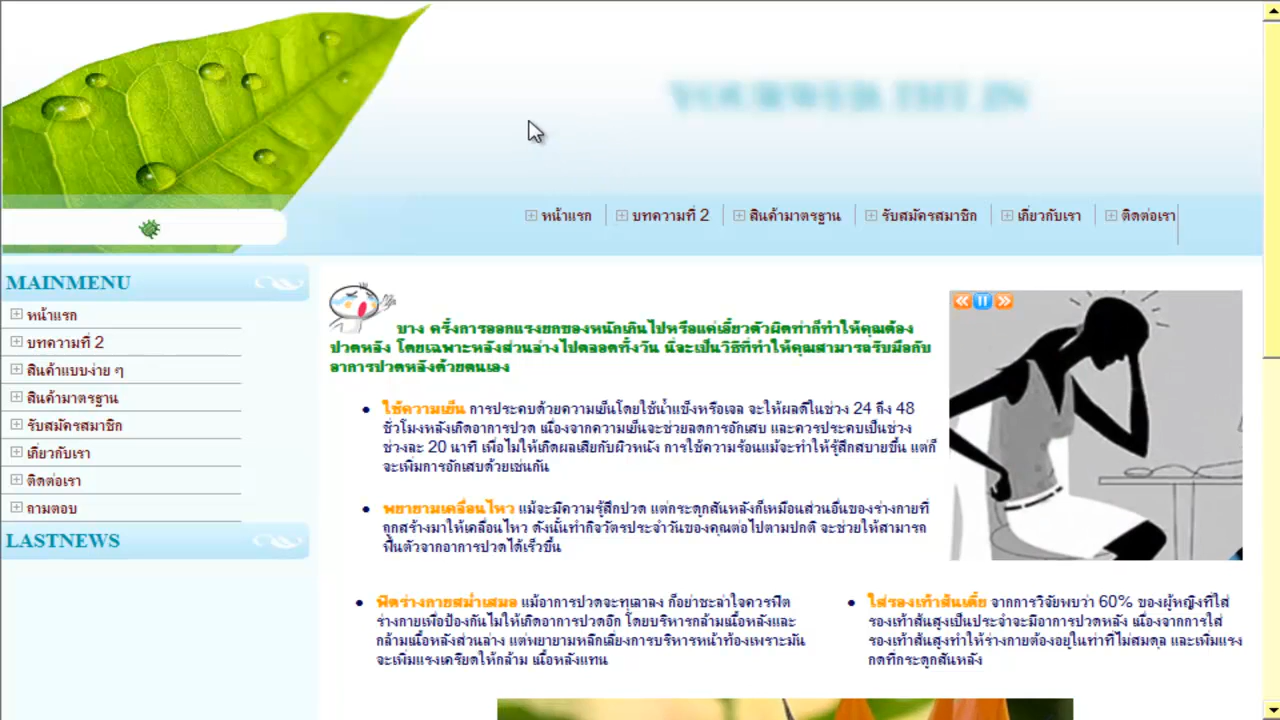 YOURWEB.THT.IN
หน้าแรก
บทความที่ 2
สินค้ามาตรฐาน
รับสมัครสมาชิก
เกี่ยวกับเรา
ติดต่อเรา
MAINMENU
หน้าแรก
บทความที่ 2
สินค้าแบบง่าย ๆ
สินค้ามาตรฐาน
รับสมัครสมาชิก
เกี่ยวกับเรา
ติดต่อเรา
ถามตอบ
LASTNEWS
บาง ครั้งการออกแรงยกของหนักเกินไปหรือแค่เอี้ยวตัวผิดท่าก็ทำให้คุณต้อง
ปวดหลัง โดยเฉพาะหลังส่วนล่างไปตลอดทั้งวัน นี่จะเป็นวิธีที่ทำให้คุณสามารถรับมือกับ
อาการปวดหลังด้วยตนเอง
ใช้ความเย็น การประคบด้วยความเย็นโดยใช้น้ำแข็งหรือเจล จะให้ผลดีในช่วง 24 ถึง 48
ชั่วโมงหลังเกิดอาการปวด เนื่องจากความเย็นจะช่วยลดการอักเสบ และควรประคบเป็นช่วง
ช่วงละ 20 นาที เพื่อไม่ให้เกิดผลเสียกับผิวหนัง การใช้ความร้อนแม้จะทำให้รู้สึกสบายขึ้น แต่ก็
จะเพิ่มการอักเสบด้วยเช่นกัน
พยายามเคลื่อนไหว แม้จะมีความรู้สึกปวด แต่กระดูกสันหลังก็เหมือนส่วนอื่นของร่างกายที่
ถูกสร้างมาให้เคลื่อนไหว ดังนั้นทำกิจวัตรประจำวันของคุณต่อไปตามปกติ จะช่วยให้สามารถ
ฟื้นตัวจากอาการปวดได้เร็วขึ้น
ฟิตร่างกายสม่ำเสมอ แม้อาการปวดจะทุเลาลง ก็อย่าชะล่าใจควรฟิต
ร่างกายเพื่อป้องกันไม่ให้เกิดอาการปวดอีก โดยบริหารกล้ามเนื้อหลังและ
กล้ามเนื้อหลังส่วนล่าง แต่พยายามหลีกเลี่ยงการบริหารหน้าท้องเพราะมัน
จะเพิ่มแรงเครียดให้กล้าม เนื้อหลังแทน
ใส่รองเท้าส้นเตี้ย จากการวิจัยพบว่า 60% ของผู้หญิงที่ใส่
รองเท้าส้นสูงเป็นประจำจะมีอาการปวดหลัง เนื่องจากการใส่
รองเท้าส้นสูงทำให้ร่างกายต้องอยู่ในท่าที่ไม่สมดุล และเพิ่มแรง
กดที่กระดูกสันหลัง